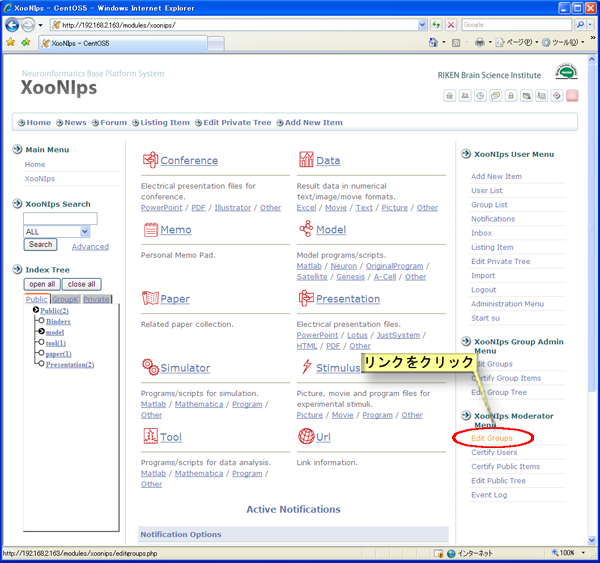 XooNIps - CentOS5 - Windows Internet Explorer
http://192.168.2.163/modules/xoonips/
Google
XooNIps - CentOS5
ページ(P)
ツール(O)
Neuroinformatics Base Platform System
XooNIps
RIKEN Brain Science Institute
Home News Forum Listing Item Edit Private Tree Add New Item
Main Menu
Home
XooNIps
XooNIps Search
ALL
Search Advanced
Index Tree
open all close all
Public Group Private
Public(2)
Binders
model
tool(1)
paper(1)
Presentation(2)
Conference
Electrical presentation files for
conference.
PowerPoint / PDF / Illustrator / Other
Data
Result data in numerical
text/image/movie formats.
Excel / Movie / Text / Picture / Other
Memo
Personal Memo Pad.
Model
Model programs/scripts.
Matlab / Neuron / OriginalProgram /
Satellite / Genesis / A-Cell / Other
Paper
Related paper collection.
Presentation
Electrical presentation files.
PowerPoint / Lotus / JustSystem /
HTML / PDF / Other
Simulator
Programs/scripts for simulation.
Matlab / Mathematica / Program /
Other
Stimulus
Picture, movie and program files for
experimental stimuli.
Picture / Movie / Program / Other
Tool
Programs/scripts for data analysis.
Matlab / Mathematica / Program /
Other
Url
Link information.
Active Notifications
Notification Options
XooNIps User Menu
Add New Item
User List
Group List
Notifications
Inbox
Listing Item
Edit Private Tree
Import
Logout
Administration Menu
Start su
XooNIps Group Admin
Menu
Edit Groups
Certify Group Items
Edit Group Tree
リンクをクリック
XooNIps Moderator
Menu
Edit Groups
Certify Users
Certify Public Items
Edit Public Tree
Event Log
http://192.168.2.163/modules/xoonips/editgroups.php
インターネット
100%